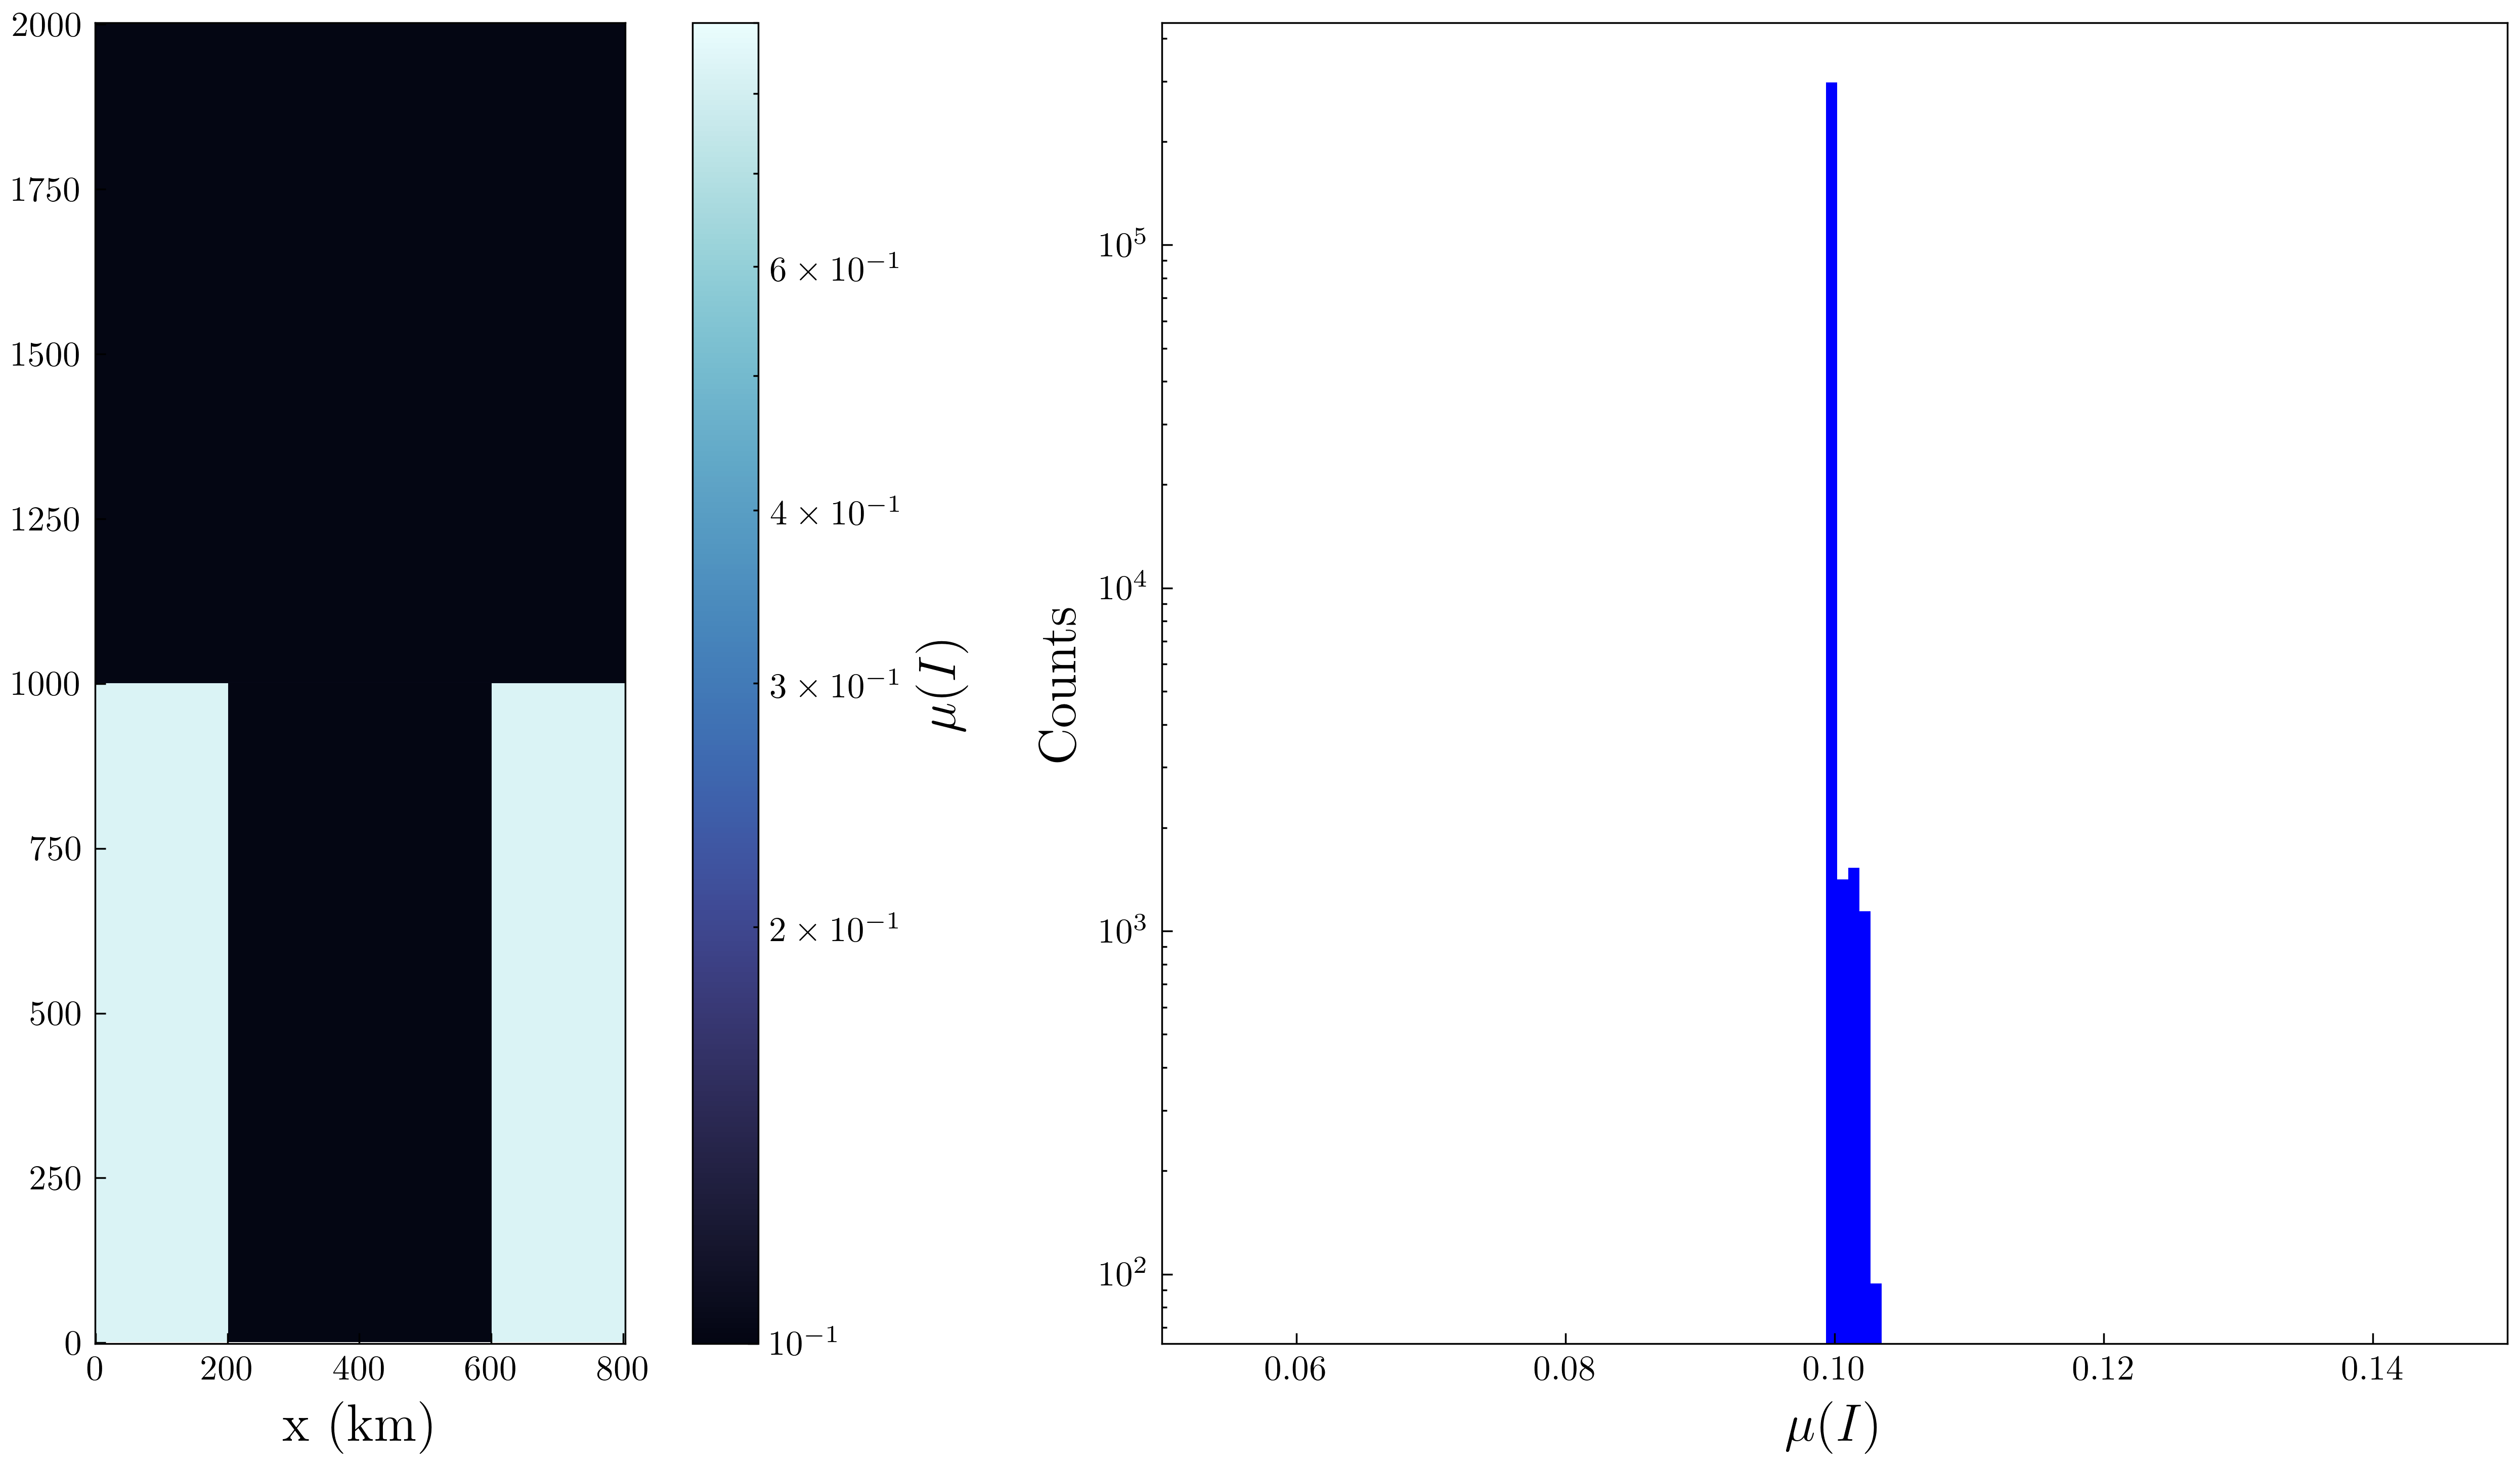 2000
1750
1500
1250
1000
750
500
250
0
0 200 400 600 800
x (km)
6 × 10⁻¹
4 × 10⁻¹
3 × 10⁻¹
2 × 10⁻¹
10⁻¹
μ(I)
Counts
10⁵
10⁴
10³
10²
0.06 0.08 0.10 0.12 0.14
μ(I)